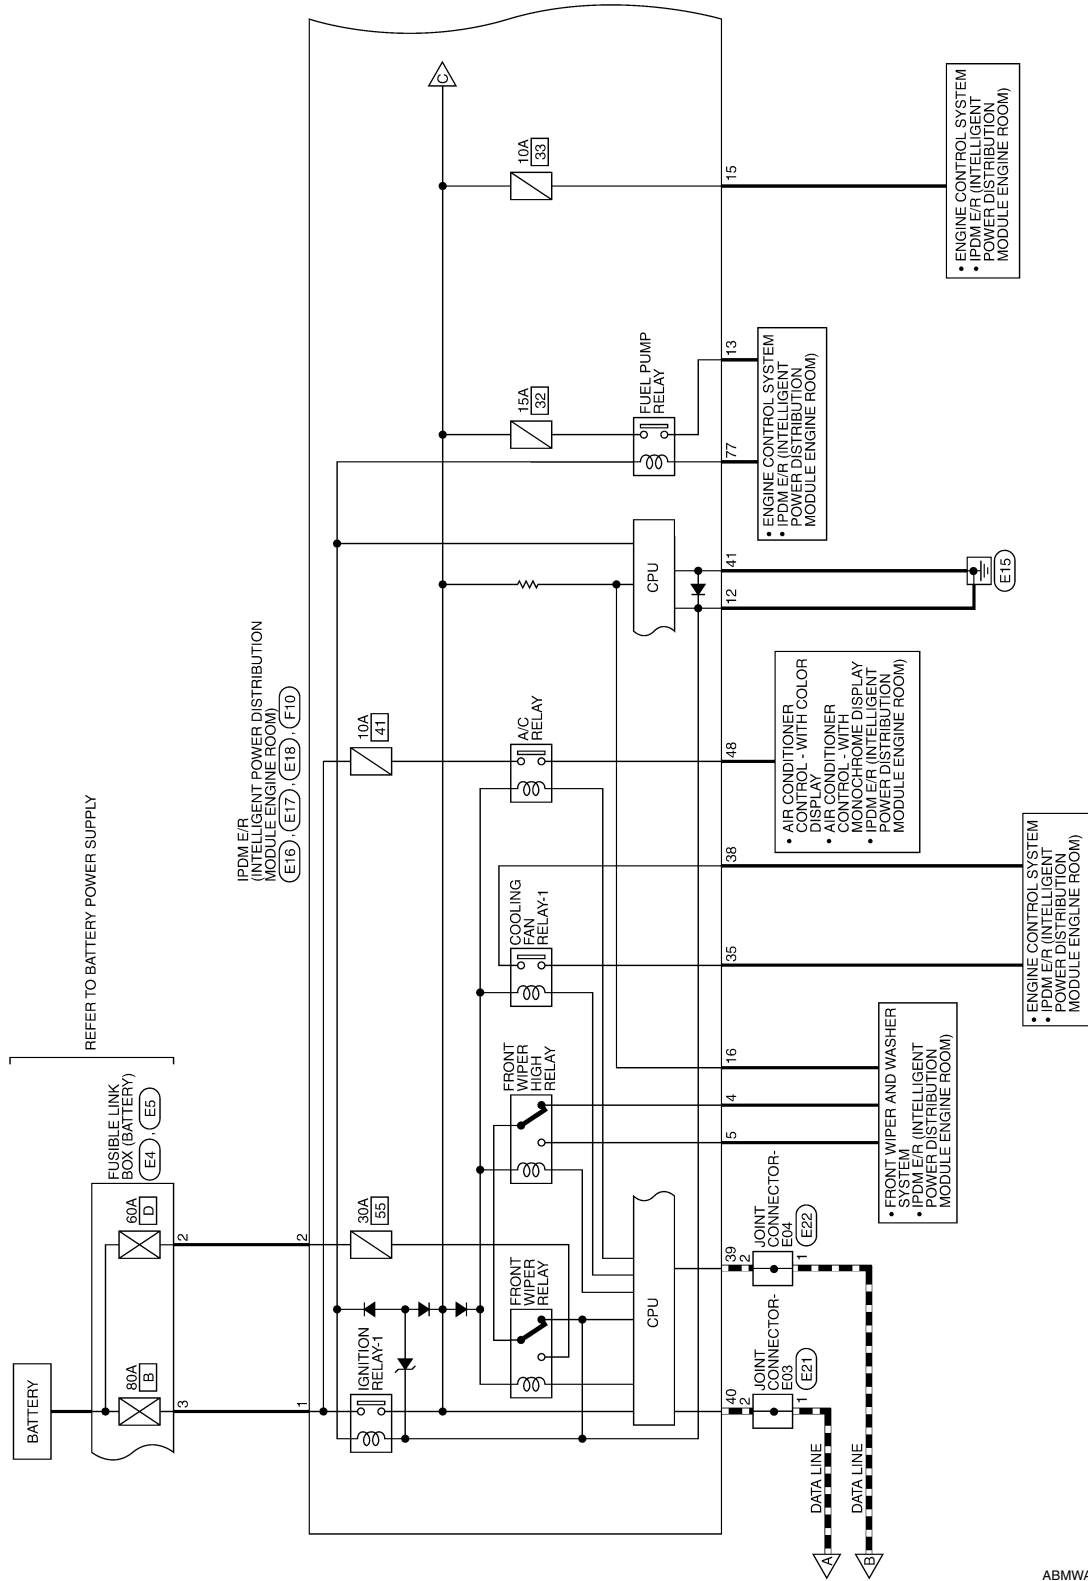 REFER TO BATTERY POWER SUPPLY
BATTERY
FUSIBLE LINK
BOX (BATTERY)
E4 , E5
80A
B
60A
D
3
2
IPDM E/R
(INTELLIGENT POWER DISTRIBUTION
MODULE ENGINE ROOM)
E16 , E17 , E18 , F10
1
2
IGNITION
RELAY-1
30A
55
10A
41
15A
32
10A
33
C
FRONT
WIPER
RELAY
FRONT
WIPER
HIGH
RELAY
COOLING
FAN
RELAY-1
A/C
RELAY
FUEL PUMP
RELAY
CPU
CPU
40
39
5
4
16
35
38
48
12
41
77
13
15
2
JOINT
CONNECTOR-
E03
E21
1
2
JOINT
CONNECTOR-
E04
E22
1
DATA LINE
A
DATA LINE
B
• FRONT WIPER AND WASHER
SYSTEM
• IPDM E/R (INTELLIGENT
POWER DISTRIBUTION
MODULE ENGINE ROOM)
• ENGINE CONTROL SYSTEM
• IPDM E/R (INTELLIGENT
POWER DISTRIBUTION
MODULE ENGLNE ROOM)
• AIR CONDITIONER
CONTROL - WITH COLOR
DISPLAY
• AIR CONDITIONER
CONTROL - WITH
MONOCHROME DISPLAY
• IPDM E/R (INTELLIGENT
POWER DISTRIBUTION
MODULE ENGINE ROOM)
E15
• ENGINE CONTROL SYSTEM
• IPDM E/R (INTELLIGENT
POWER DISTRIBUTION
MODULE ENGINE ROOM)
• ENGINE CONTROL SYSTEM
• IPDM E/R (INTELLIGENT
POWER DISTRIBUTION
MODULE ENGINE ROOM)
ABMWA